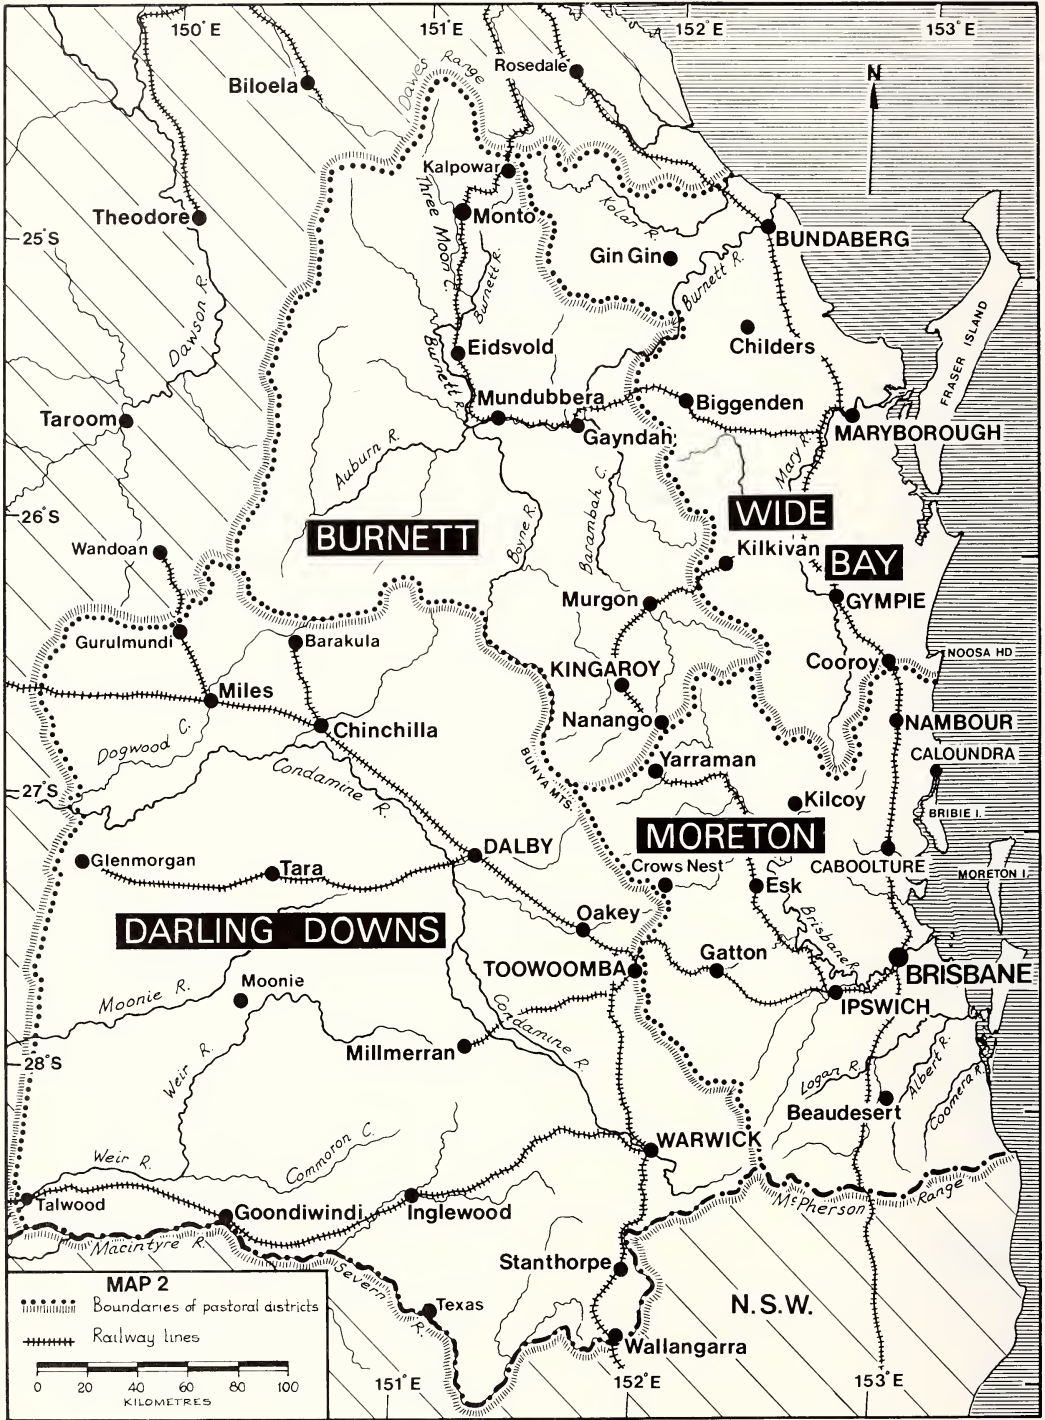 150°E
151°E
152°E
153°E
Rosedale
Biloela
Dawes Range
N
Kalpowar
Three Moon C.
Theodore
Monto
Kolan R.
25°S
BUNDABERG
Gin Gin
Burnett R.
Burnett R.
Dawson R.
Eidsvold
Childers
FRASER ISLAND
Burnett R.
Mundubbera
Biggenden
Taroom
Gayndah
MARYBOROUGH
Auburn R.
Mary R.
Barambah C.
26°S
BURNETT
Boyne R.
WIDE
BAY
Wandoan
Kilkivan
Murgon
GYMPIE
Gurulmundi
Barakula
NOOSA HD
Cooroy
KINGAROY
Miles
Nanango
NAMBOUR
Chinchilla
Dogwood C.
CALOUNDRA
BUNYA MTS.
Yarraman
27°S
Condamine R.
Kilcoy
BRIBIE I.
MORETON
DALBY
Glenmorgan
Tara
Crows Nest
CABOOLTURE
MORETON I.
Esk
DARLING DOWNS
Oakey
Brisbane R.
Gatton
TOOWOOMBA
BRISBANE
Moonie
Moonie R.
IPSWICH
Condamine R.
Millmerran
28°S
Weir R.
Logan R.
Albert R.
Coomera R.
Beaudesert
WARWICK
Weir R.
Commoron C.
Talwood
Goondiwindi
Inglewood
McPherson Range
Macintyre R.
Stanthorpe
Severn R.
Texas
N.S.W.
Wallangarra
MAP 2
Boundaries of pastoral districts
Railway lines
0 20 40 60 80 100
KILOMETRES
151°E
152°E
153°E